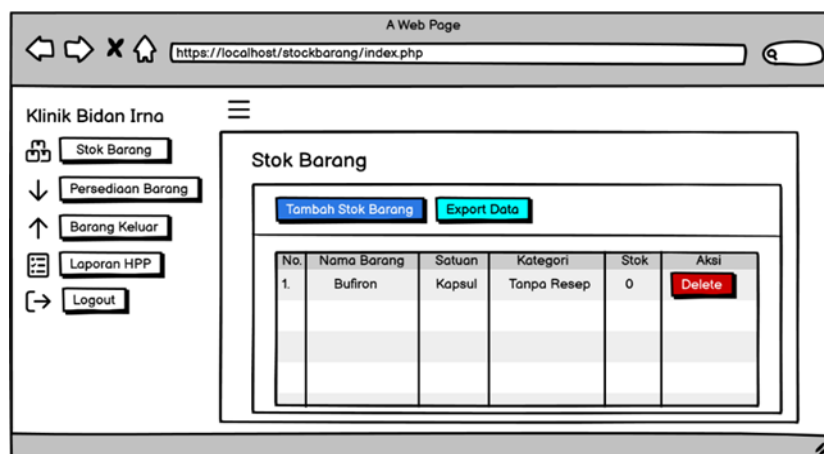 A Web Page
https://localhost/stockbarang/index.php
Klinik Bidan Irna
Stok Barang
Persediaan Barang
Barang Keluar
Laporan HPP
Logout
Stok Barang
Tambah Stok Barang Export Data
No. Nama Barang Satuan Kategori Stok Aksi
1. Bufiron Kapsul Tanpa Resep 0 Delete